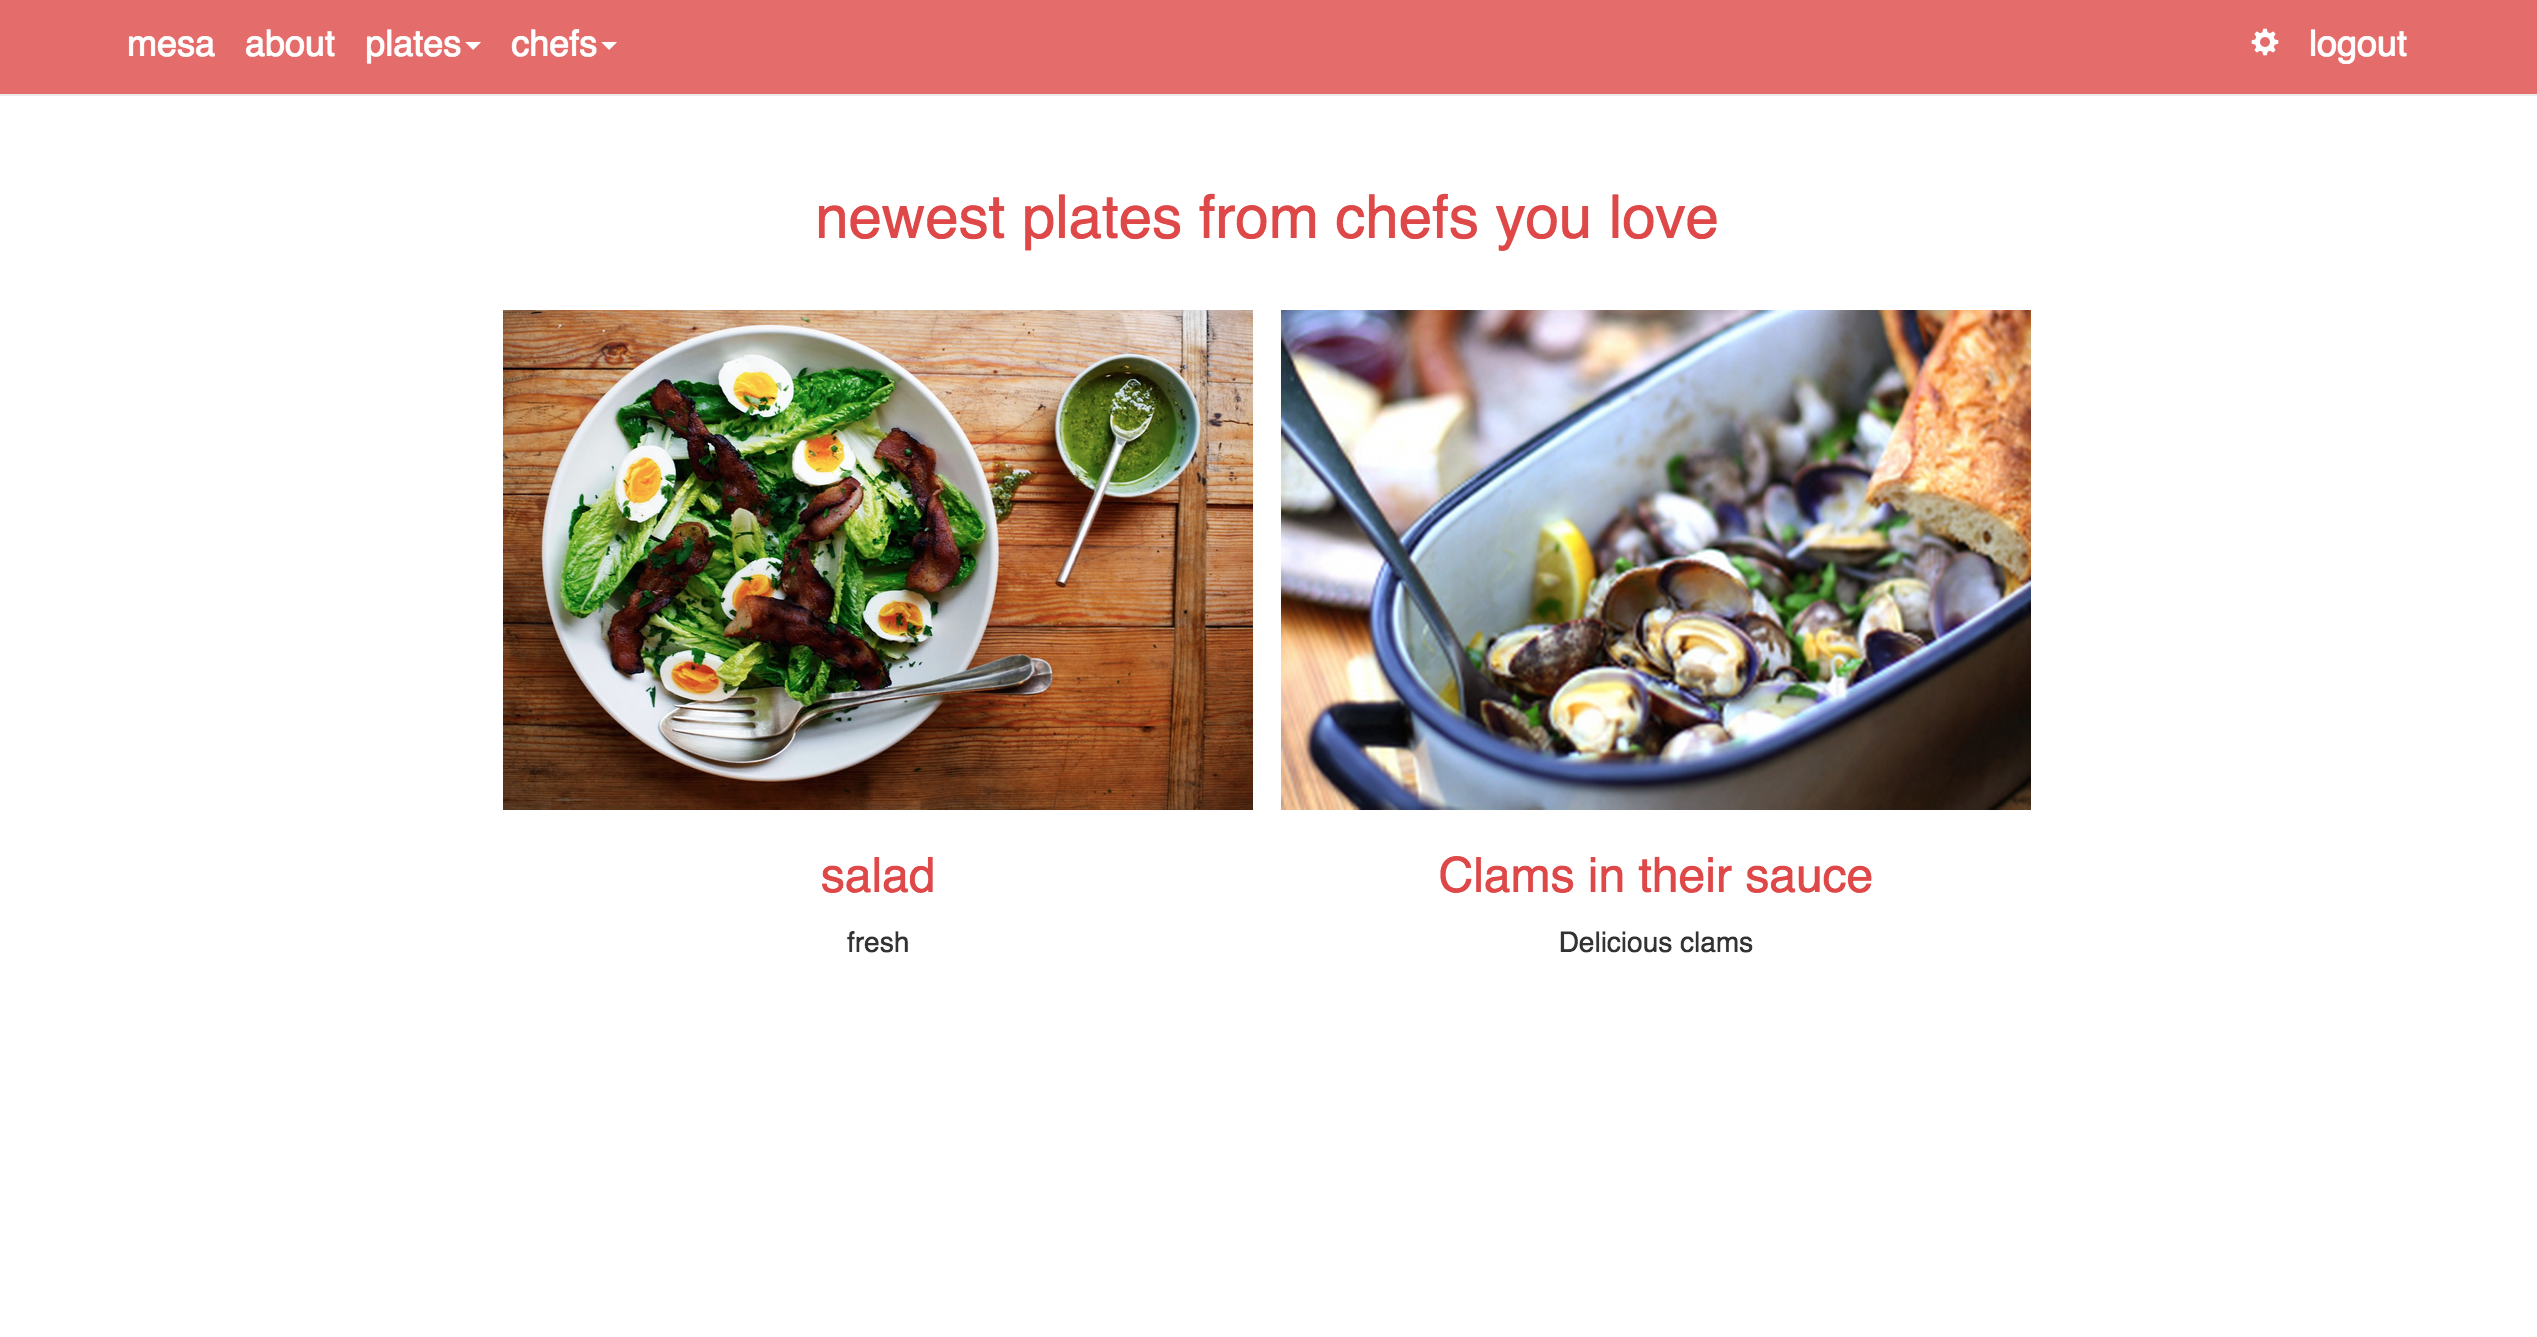 mesa about plates chefs logout
newest plates from chefs you love
salad
Clams in their sauce
fresh
Delicious clams